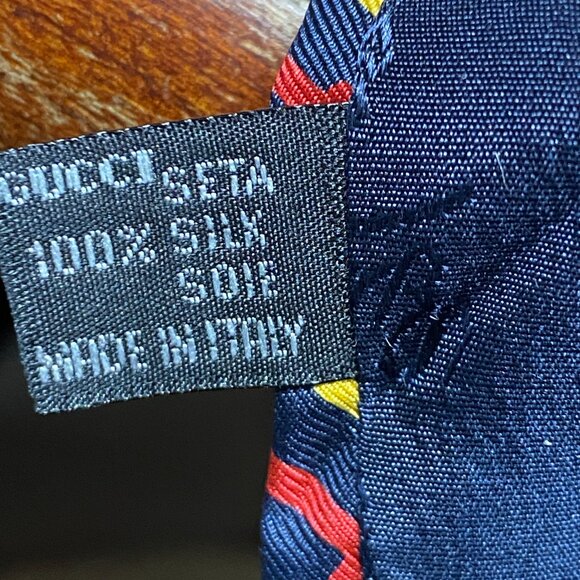 GUCCI SETA
100% SILK
SOIE
MADE IN ITALY